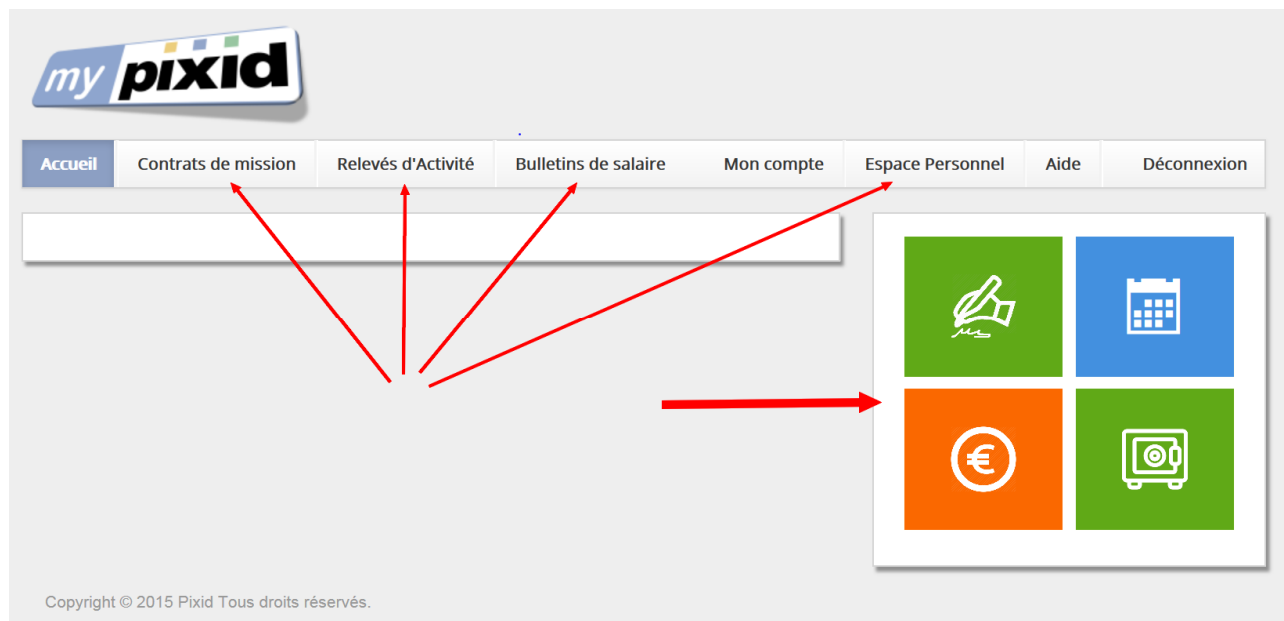 my pixid
Accueil Contrats de mission Relevés d'Activité Bulletins de salaire Mon compte Espace Personnel Aide Déconnexion
€
Copyright © 2015 Pixid Tous droits réservés.